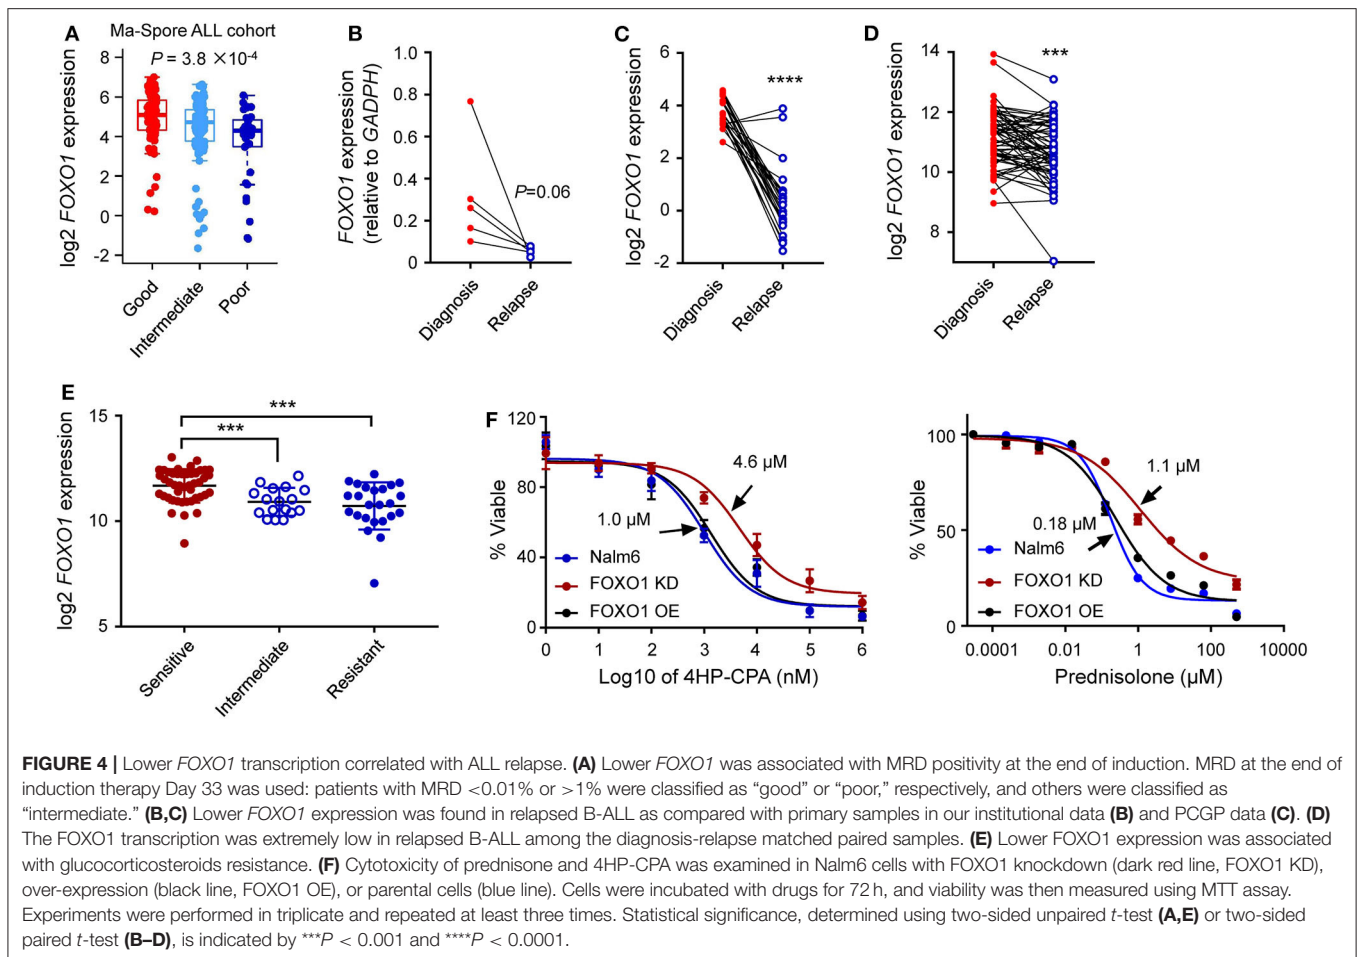 A
Ma-Spore ALL cohort
P = 3.8 ×10-4
log2 FOXO1 expression
8
6
4
2
0
-2
Good
Intermediate
Poor
B
FOXO1 expression
(relative to GADPH)
1.0
0.8
0.6
0.4
0.2
0
P=0.06
Diagnosis
Relapse
C
log2 FOXO1 expression
6
4
2
0
-2
****
Diagnosis
Relapse
D
log2 FOXO1 expression
14
12
10
8
***
Diagnosis
Relapse
E
log2 FOXO1 expression
15
10
5
***
***
Sensitive
Intermediate
Resistant
F
% Viable
120
80
40
0
4.6 µM
1.0 µM
Nalm6
FOXO1 KD
FOXO1 OE
0 1 2 3 4 5 6
Log10 of 4HP-CPA (nM)
% Viable
100
50
0
1.1 µM
0.18 µM
Nalm6
FOXO1 KD
FOXO1 OE
0.0001 0.01 1 100 10000
Prednisolone (µM)
FIGURE 4 | Lower FOXO1 transcription correlated with ALL relapse. (A) Lower FOXO1 was associated with MRD positivity at the end of induction. MRD at the end of
induction therapy Day 33 was used: patients with MRD <0.01% or >1% were classified as “good” or “poor,” respectively, and others were classified as
“intermediate.” (B,C) Lower FOXO1 expression was found in relapsed B-ALL as compared with primary samples in our institutional data (B) and PCGP data (C). (D)
The FOXO1 transcription was extremely low in relapsed B-ALL among the diagnosis-relapse matched paired samples. (E) Lower FOXO1 expression was associated
with glucocorticosteroids resistance. (F) Cytotoxicity of prednisone and 4HP-CPA was examined in Nalm6 cells with FOXO1 knockdown (dark red line, FOXO1 KD),
over-expression (black line, FOXO1 OE), or parental cells (blue line). Cells were incubated with drugs for 72 h, and viability was then measured using MTT assay.
Experiments were performed in triplicate and repeated at least three times. Statistical significance, determined using two-sided unpaired t-test (A,E) or two-sided
paired t-test (B–D), is indicated by ***P < 0.001 and ****P < 0.0001.